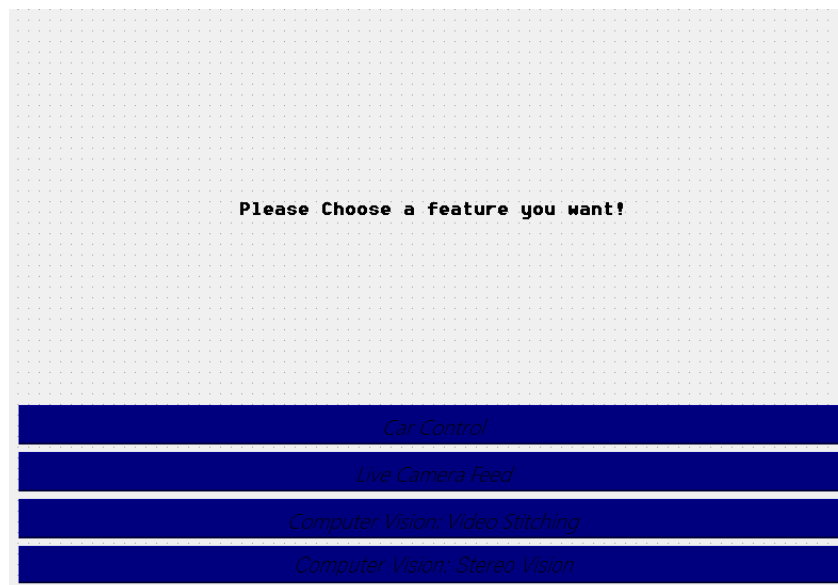 Please Choose a feature you want!
Car Control
Live Camera Feed
Computer Vision: Video Stitching
Computer Vision: Stereo Vision